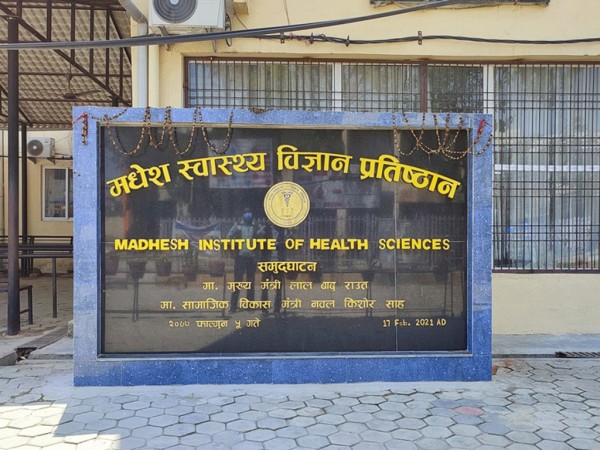 मधेश स्वास्थ्य विज्ञान प्रतिष्ठान
MADHESH INSTITUTE OF HEALTH SCIENCES
समुद्घाटन
मा. मुख्य मंत्री लाल बाबु राउत
मा. सामाजिक विकास मंत्री नवल किशोर साह
२०७७ फाल्गुन ५ गते 17 Feb. 2021 AD